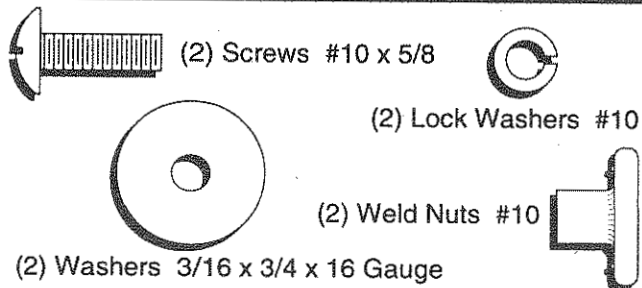 (2) Screws #10 x 5/8
(2) Lock Washers #10
(2) Weld Nuts #10
(2) Washers 3/16 x 3/4 x 16 Gauge